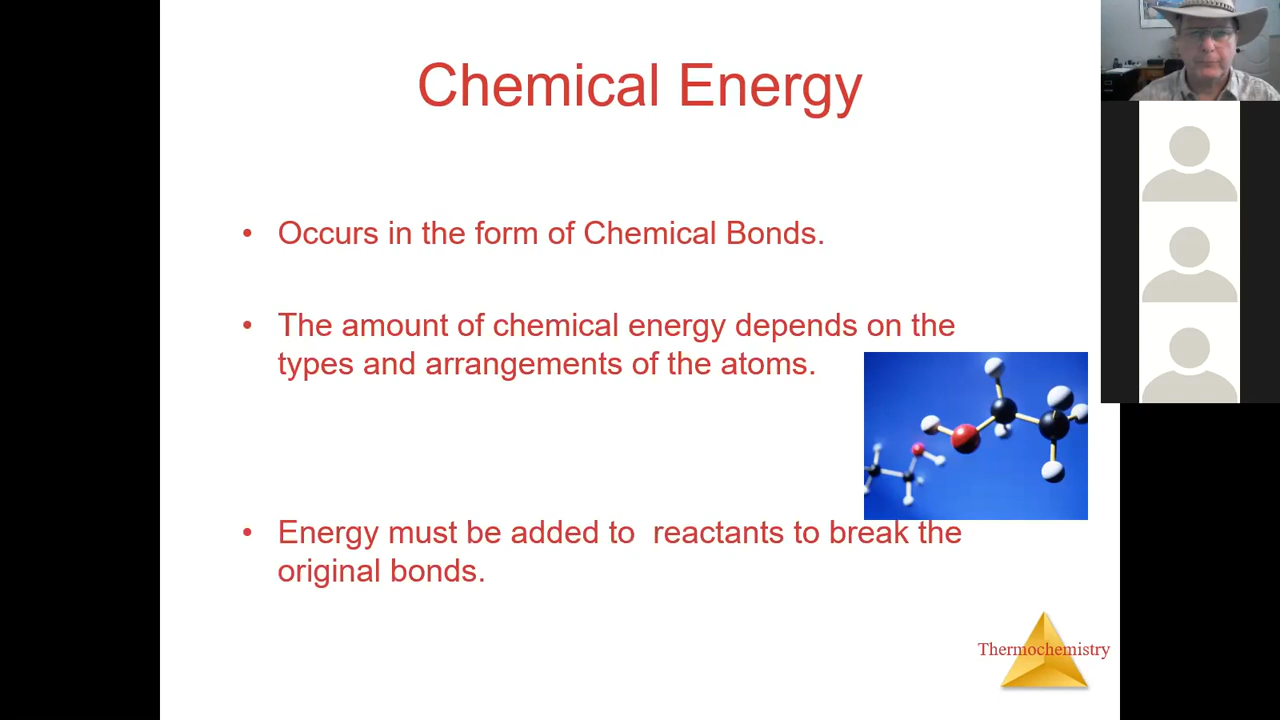 Chemical Energy
• Occurs in the form of Chemical Bonds.
• The amount of chemical energy depends on the
types and arrangements of the atoms.
• Energy must be added to  reactants to break the
original bonds.
Thermochemistry